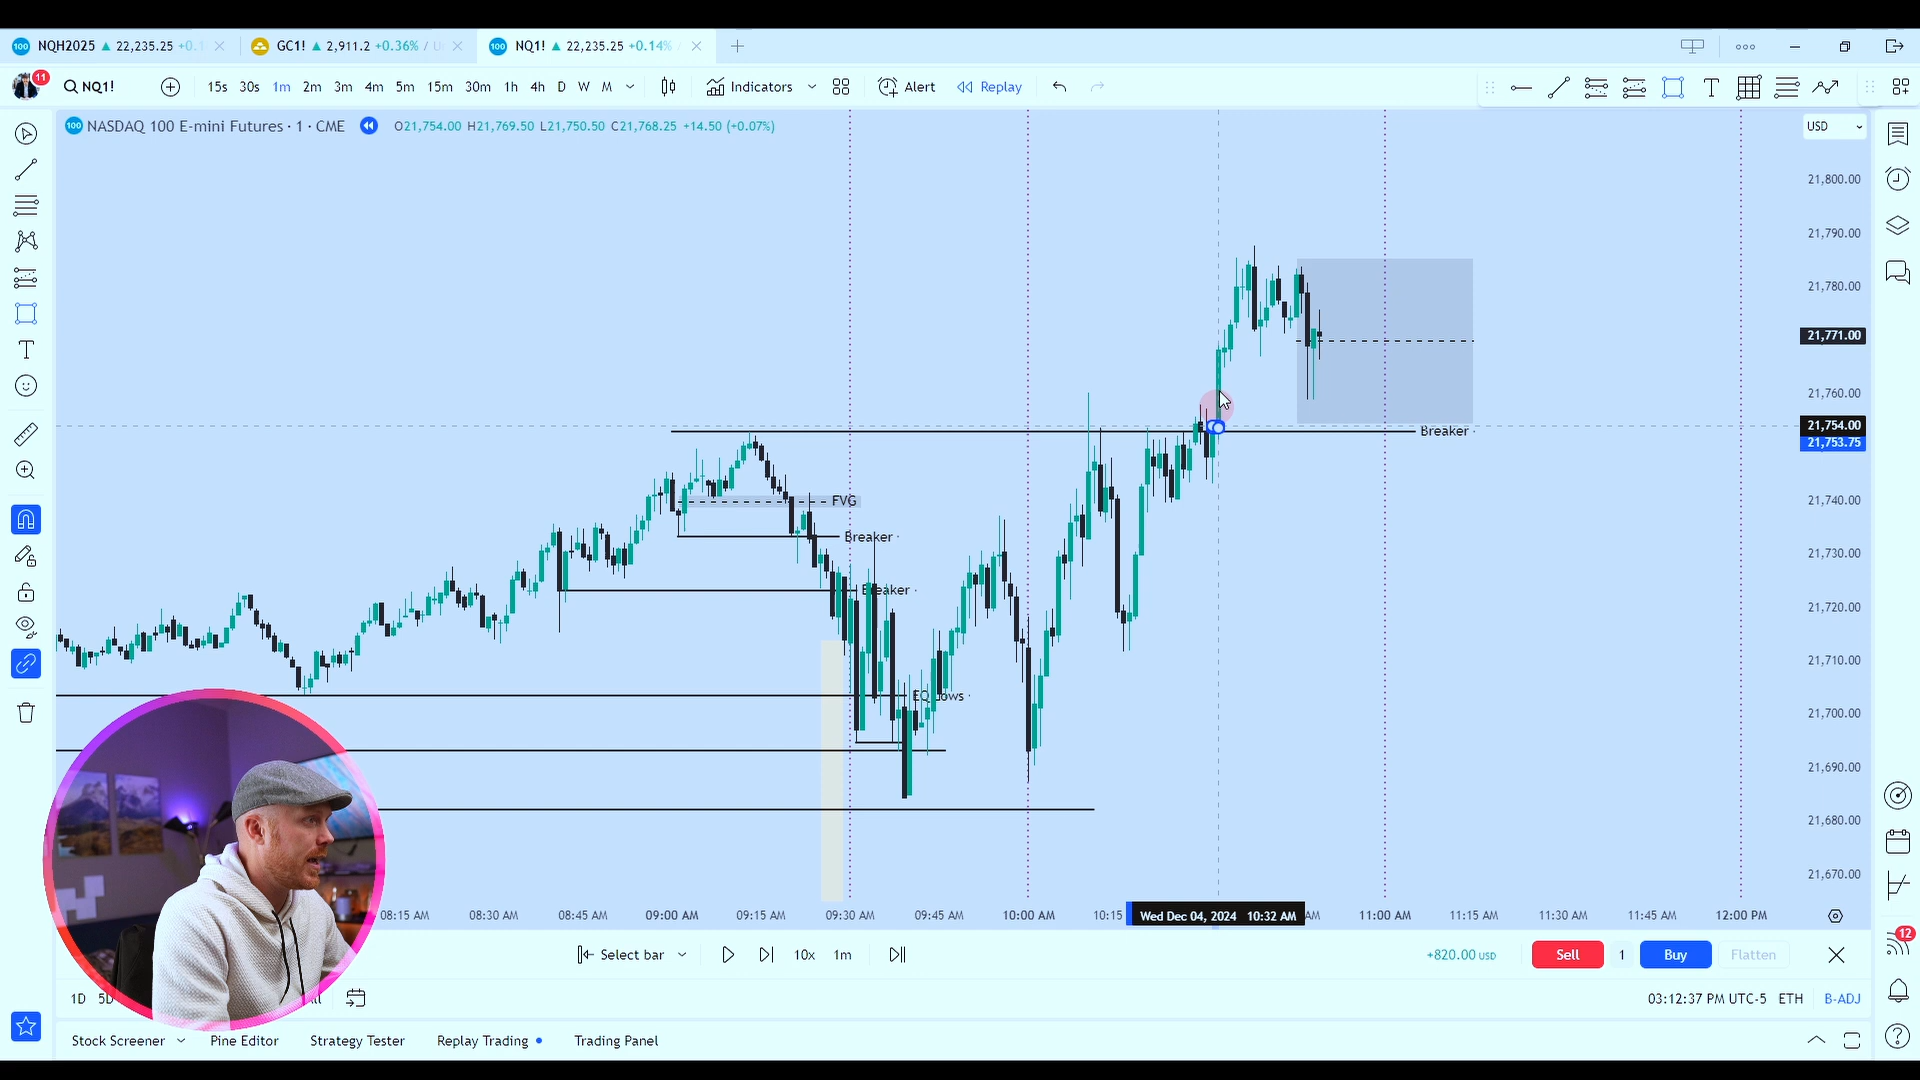 NQH2025 22,235.25 +0.1
GC1! 2,911.2 +0.36% / U
NQ1! 22,235.25 +0.14%
11 NQ1! 15s 30s 1m 2m 3m 4m 5m 15m 30m 1h 4h D W M Indicators Alert Replay
100 NASDAQ 100 E-mini Futures · 1 · CME O21,754.00 H21,769.50 L21,750.50 C21,768.25 +14.50 (+0.07%)
USD
21,800.00
21,790.00
21,780.00
21,771.00
21,760.00
21,754.00
21,753.75
21,740.00
21,730.00
21,720.00
21,710.00
21,700.00
21,690.00
21,680.00
21,670.00
Breaker
FVG
Breaker
Breaker
EQ Lows
08:15 AM 08:30 AM 08:45 AM 09:00 AM 09:15 AM 09:30 AM 09:45 AM 10:00 AM 10:15 Wed Dec 04, 2024 10:32 AM AM 11:00 AM 11:15 AM 11:30 AM 11:45 AM 12:00 PM
Select bar 10x 1m +820.00 USD Sell 1 Buy Flatten
12
1D 5D 03:12:37 PM UTC-5 ETH B-ADJ
Stock Screener Pine Editor Strategy Tester Replay Trading Trading Panel